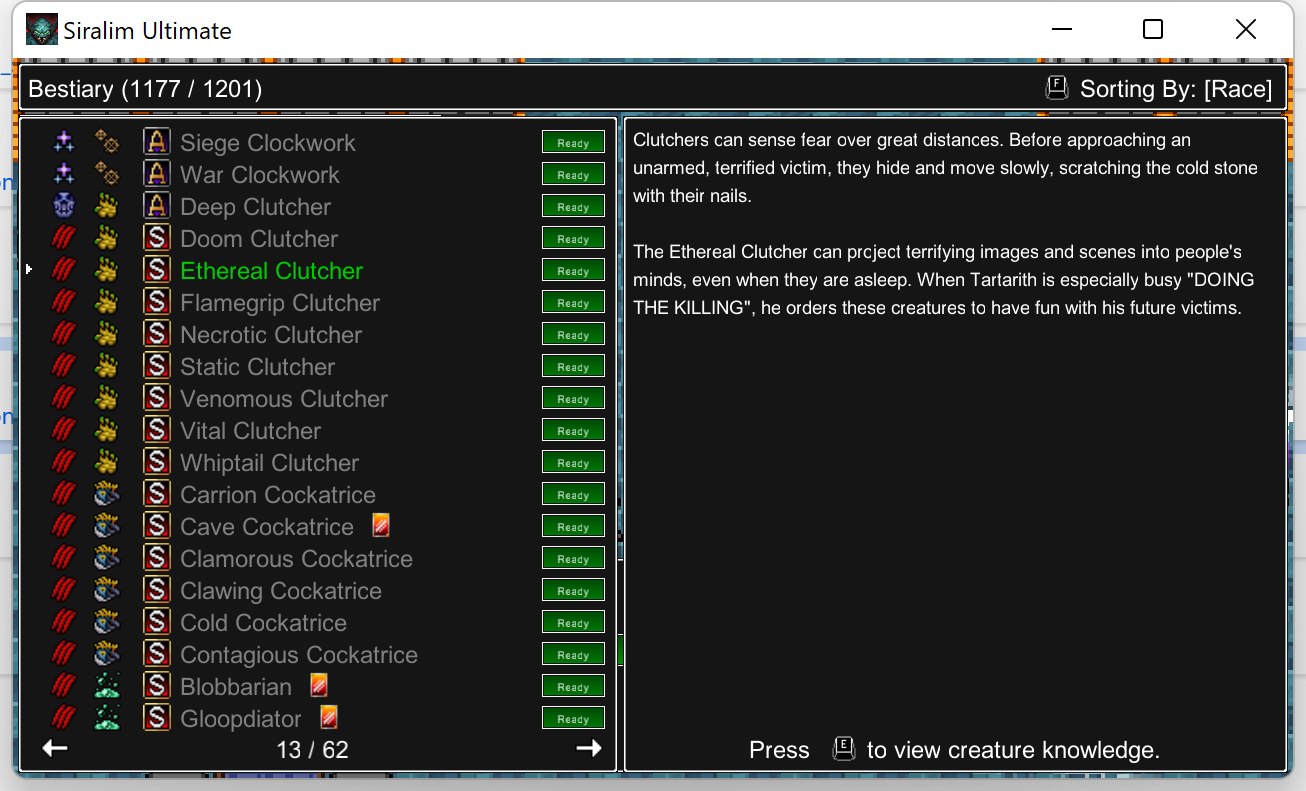 Siralim Ultimate
Bestiary (1177 / 1201)
F Sorting By: [Race]
A Siege Clockwork Ready
A War Clockwork Ready
A Deep Clutcher Ready
S Doom Clutcher Ready
S Ethereal Clutcher Ready
S Flamegrip Clutcher Ready
S Necrotic Clutcher Ready
S Static Clutcher Ready
S Venomous Clutcher Ready
S Vital Clutcher Ready
S Whiptail Clutcher Ready
S Carrion Cockatrice Ready
S Cave Cockatrice Ready
S Clamorous Cockatrice Ready
S Clawing Cockatrice Ready
S Cold Cockatrice Ready
S Contagious Cockatrice Ready
S Blobbarian Ready
S Gloopdiator Ready
13 / 62
Clutchers can sense fear over great distances. Before approaching an
unarmed, terrified victim, they hide and move slowly, scratching the cold stone
with their nails.
The Ethereal Clutcher can project terrifying images and scenes into people's
minds, even when they are asleep. When Tartarith is especially busy "DOING
THE KILLING", he orders these creatures to have fun with his future victims.
Press E to view creature knowledge.